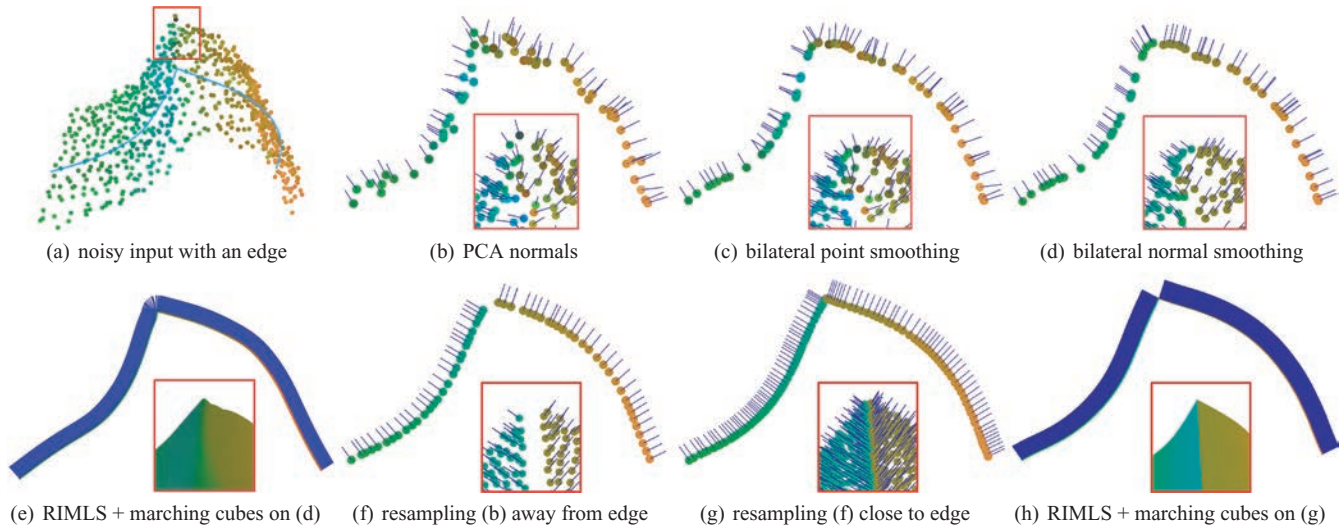 (a) noisy input with an edge
(b) PCA normals
(c) bilateral point smoothing
(d) bilateral normal smoothing
(e) RIMLS + marching cubes on (d)
(f) resampling (b) away from edge
(g) resampling (f) close to edge
(h) RIMLS + marching cubes on (g)